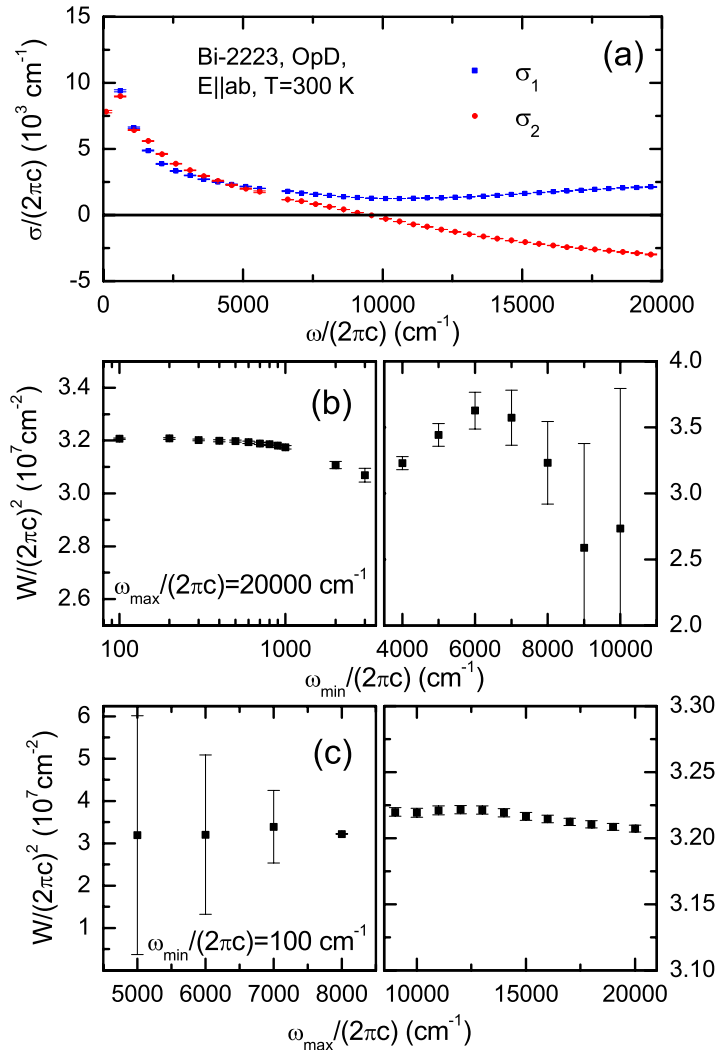 (a)
Bi-2223, OpD,
E||ab, T=300 K
σ₁
σ₂
15
10
5
0
-5
σ/(2πc) (10³ cm⁻¹)
0 5000 10000 15000 20000
ω/(2πc) (cm⁻¹)
(b)
3.4
3.2
3.0
2.8
2.6
W/(2πc)² (10⁷cm⁻²)
ω_max/(2πc)=20000 cm⁻¹
4.0
3.5
3.0
2.5
2.0
100 1000 4000 6000 8000 10000
ω_min/(2πc) (cm⁻¹)
(c)
6
5
4
3
2
1
W/(2πc)² (10⁷cm⁻²)
ω_min/(2πc)=100 cm⁻¹
3.30
3.25
3.20
3.15
3.10
5000 6000 7000 8000 10000 15000 20000
ω_max/(2πc) (cm⁻¹)